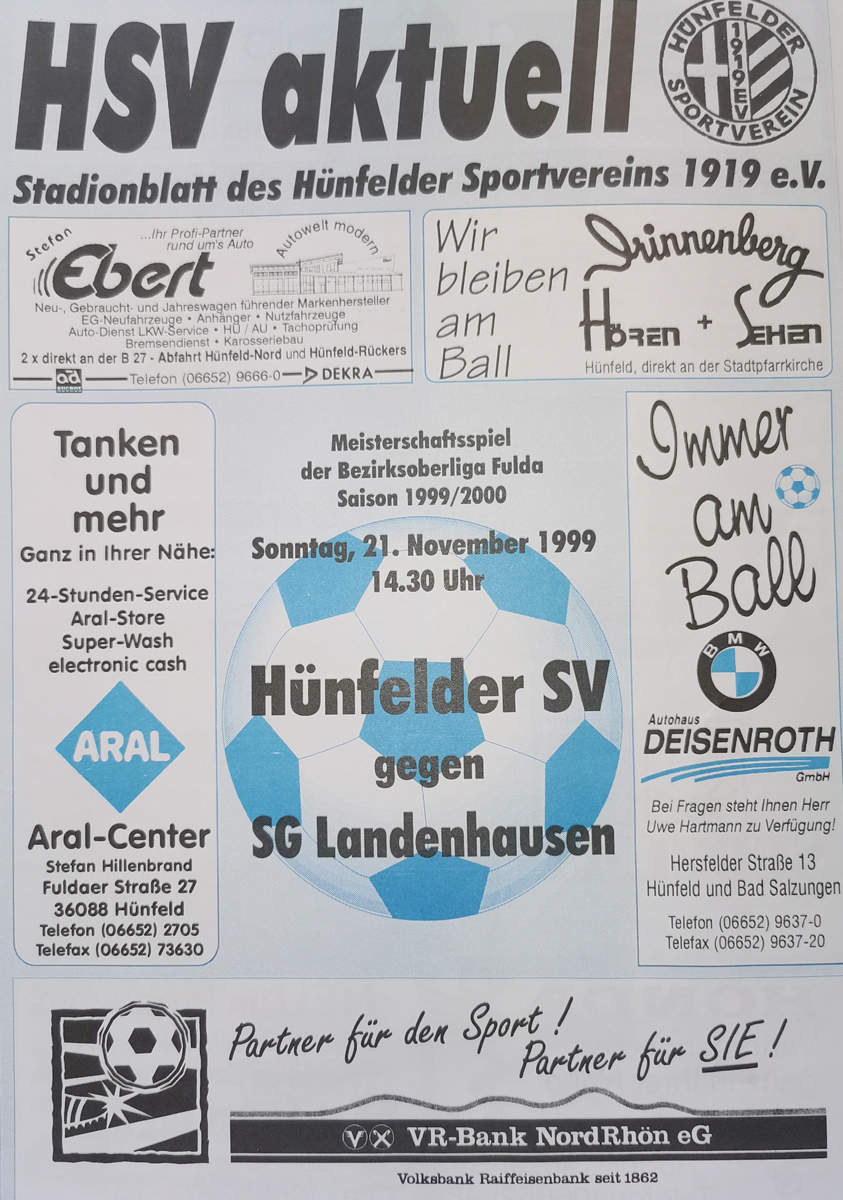 HSV aktuell
HÜNFELDER
SPORTVEREIN
1919 EV
Stadionblatt des Hünfelder Sportvereins 1919 e.V.
Stefan
Ebert
...Ihr Profi-Partner
rund um's Auto
Autowelt modern
Neu-, Gebraucht- und Jahreswagen führender Markenhersteller
EG-Neufahrzeuge • Anhänger • Nutzfahrzeuge
Auto-Dienst LKW-Service • HU / AU • Tachoprüfung
Bremsendienst • Karosseriebau
2 x direkt an der B 27 - Abfahrt Hünfeld-Nord und Hünfeld-Rückers
ad
Telefon (06652) 9666-0
DEKRA
Wir
bleiben
am
Ball
Trinnenberg
HÖREN + SEHEN
Hünfeld, direkt an der Stadtpfarrkirche
Tanken
und
mehr
Ganz in Ihrer Nähe:
24-Stunden-Service
Aral-Store
Super-Wash
electronic cash
ARAL
Aral-Center
Stefan Hillenbrand
Fuldaer Straße 27
36088 Hünfeld
Telefon (06652) 2705
Telefax (06652) 73630
Meisterschaftsspiel
der Bezirksoberliga Fulda
Saison 1999/2000
Sonntag, 21. November 1999
14.30 Uhr
Hünfelder SV
gegen
SG Landenhausen
Immer
am
Ball
BMW
Autohaus
DEISENROTH
GmbH
Bei Fragen steht Ihnen Herr
Uwe Hartmann zu Verfügung!
Hersfelder Straße 13
Hünfeld und Bad Salzungen
Telefon (06652) 9637-0
Telefax (06652) 9637-20
Partner für den Sport !
Partner für SIE !
VR-Bank NordRhön eG
Volksbank Raiffeisenbank seit 1862